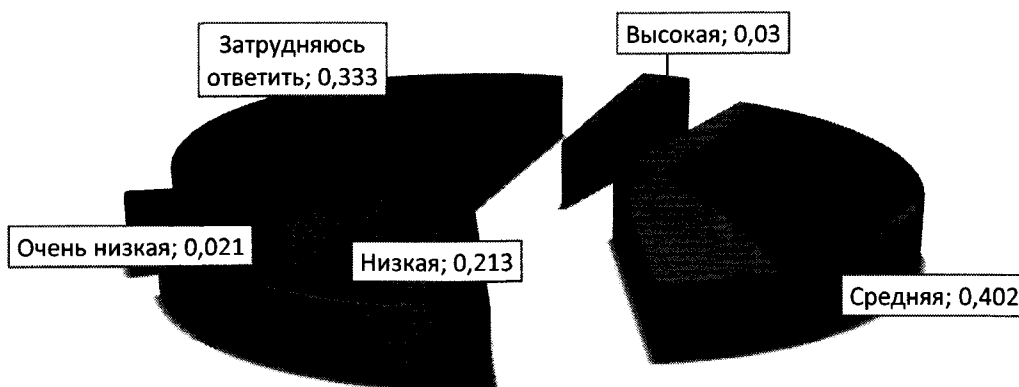 Затрудняюсь
ответить; 0,333
Высокая; 0,03
Очень низкая; 0,021
Низкая; 0,213
Средняя; 0,402